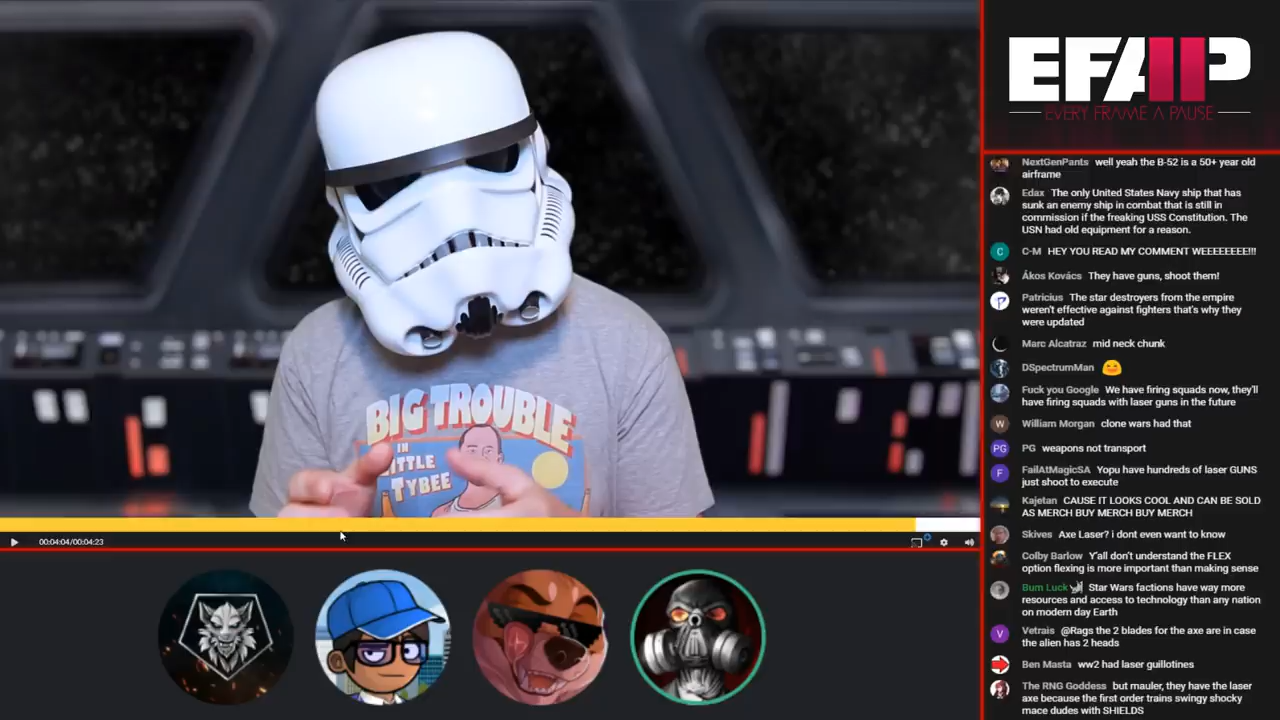 EFAP
EVERY FRAME A PAUSE
BIG TROUBLE
IN
LITTLE
TYBEE
00:04:04/00:04:23
NextGenPants well yeah the B-52 is a 50+ year old
airframe
Edax The only United States Navy ship that has
sunk an enemy ship in combat that is still in
commission if the freaking USS Constitution. The
USN had old equipment for a reason.
C
C-M HEY YOU READ MY COMMENT WEEEEEEEE!!!
Ákos Kovács They have guns, shoot them!
Patricius The star destroyers from the empire
weren't effective against fighters that's why they
were updated
Marc Alcatraz mid neck chunk
DSpectrumMan
Fuck you Google We have firing squads now, they'll
have firing squads with laser guns in the future
W
William Morgan clone wars had that
PG
PG weapons not transport
F
FailAtMagicSA Yopu have hundreds of laser GUNS
just shoot to execute
Kajetan CAUSE IT LOOKS COOL AND CAN BE SOLD
AS MERCH BUY MERCH BUY MERCH
Skives Axe Laser? i dont even want to know
Colby Barlow Y'all don't understand the FLEX
option flexing is more important than making sense
Bum Luck Star Wars factions have way more
resources and access to technology than any nation
on modern day Earth
V
Vetrais @Rags the 2 blades for the axe are in case
the alien has 2 heads
Ben Masta ww2 had laser guillotines
The RNG Goddess but mauler, they have the laser
axe because the first order trains swingy shocky
mace dudes with SHIELDS